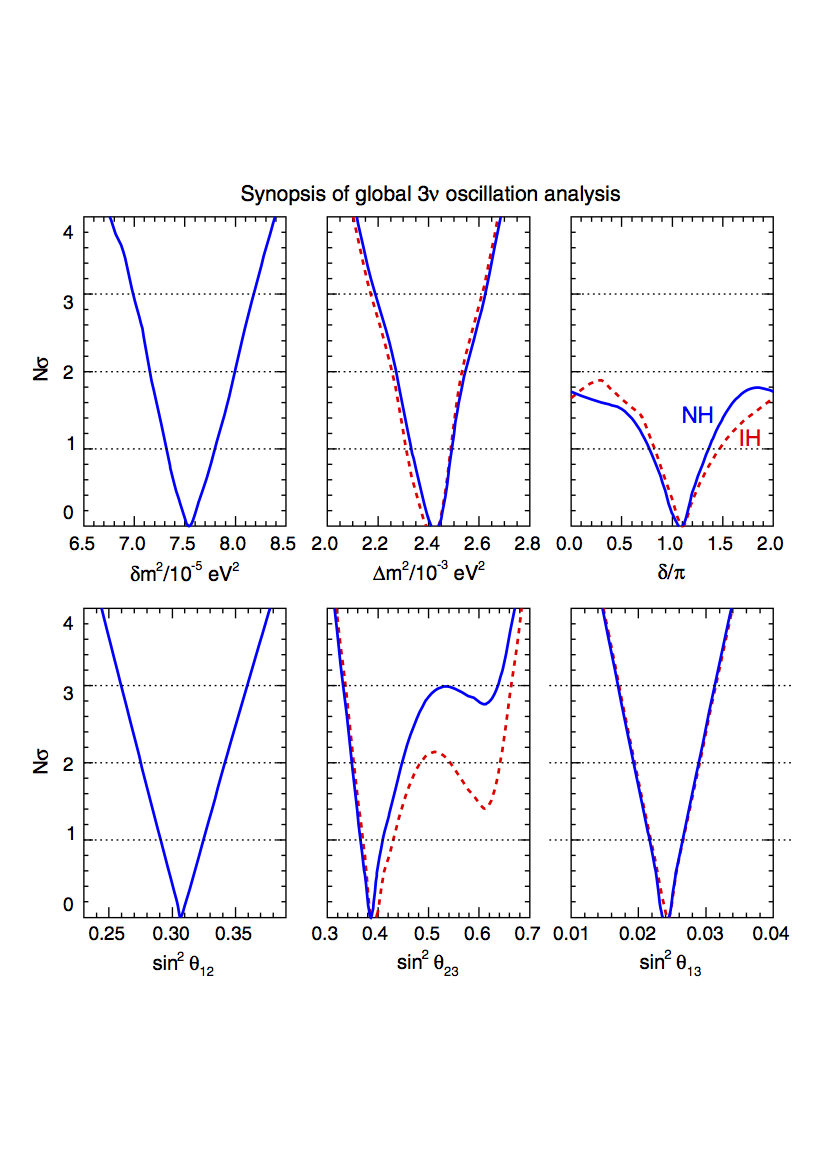 Synopsis of global 3ν oscillation analysis
4
3
2
1
0
Nσ
6.5 7.0 7.5 8.0 8.5
δm²/10⁻⁵ eV²
2.0 2.2 2.4 2.6 2.8
Δm²/10⁻³ eV²
NH
IH
0.0 0.5 1.0 1.5 2.0
δ/π
4
3
2
1
0
Nσ
0.25 0.30 0.35
sin² θ₁₂
0.3 0.4 0.5 0.6 0.7
sin² θ₂₃
0.01 0.02 0.03 0.04
sin² θ₁₃